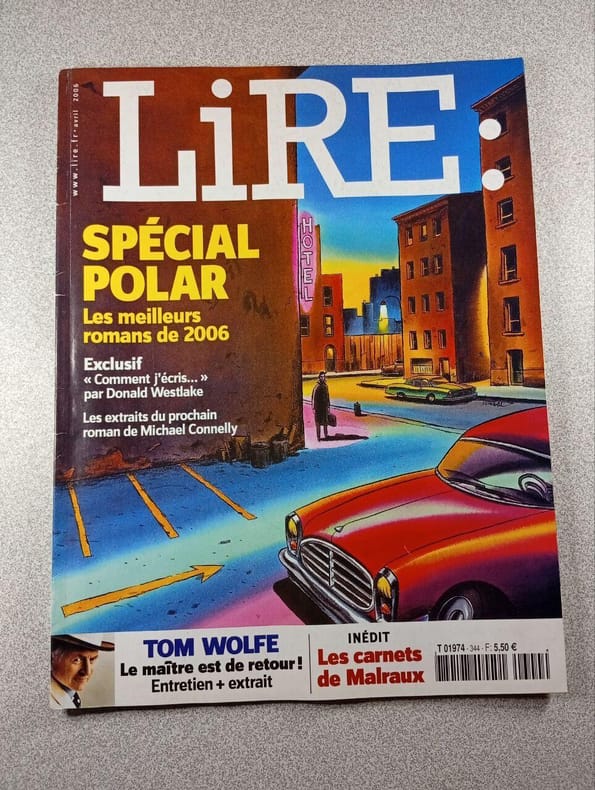 www.lire.fr • avril 2006
LiRE:
HOTEL
SPÉCIAL
POLAR
Les meilleurs
romans de 2006
Exclusif
« Comment j'écris... »
par Donald Westlake
Les extraits du prochain
roman de Michael Connelly
TOM WOLFE
Le maître est de retour !
Entretien + extrait
INÉDIT
Les carnets
de Malraux
T 01974 - 344 - F: 5,50 €